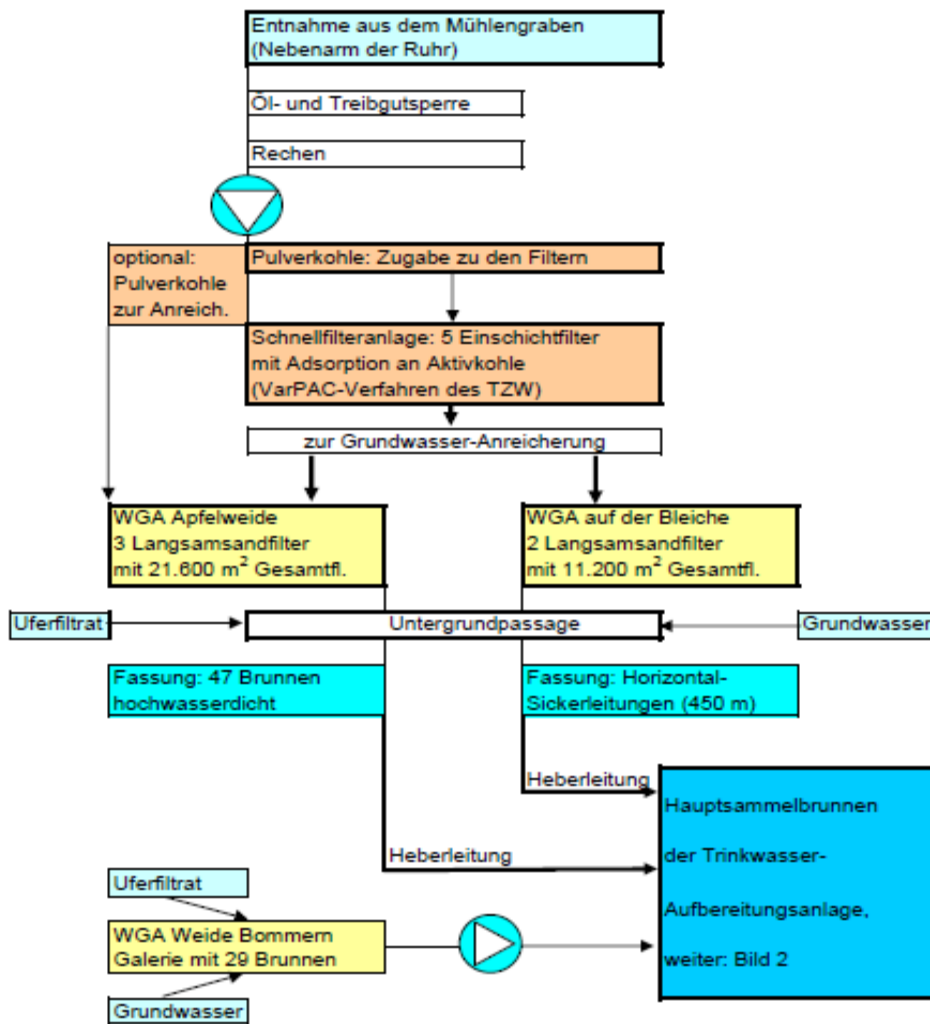 Entnahme aus dem Mühlengraben
(Nebenarm der Ruhr)
Öl- und Treibgutsperre
Rechen
optional:
Pulverkohle
zur Anreich.
Pulverkohle: Zugabe zu den Filtern
Schnellfilteranlage: 5 Einschichtfilter
mit Adsorption an Aktivkohle
(VarPAC-Verfahren des TZW)
zur Grundwasser-Anreicherung
WGA Apfelweide
3 Langsamsandfilter
mit 21.600 m² Gesamtfl.
WGA auf der Bleiche
2 Langsamsandfilter
mit 11.200 m² Gesamtfl.
Uferfiltrat
Untergrundpassage
Grundwasser
Fassung: 47 Brunnen
hochwasserdicht
Fassung: Horizontal-
Sickerleitungen (450 m)
Heberleitung
Heberleitung
Hauptsammelbrunnen
der Trinkwasser-
Aufbereitungsanlage,
weiter: Bild 2
Uferfiltrat
WGA Weide Bommern
Galerie mit 29 Brunnen
Grundwasser